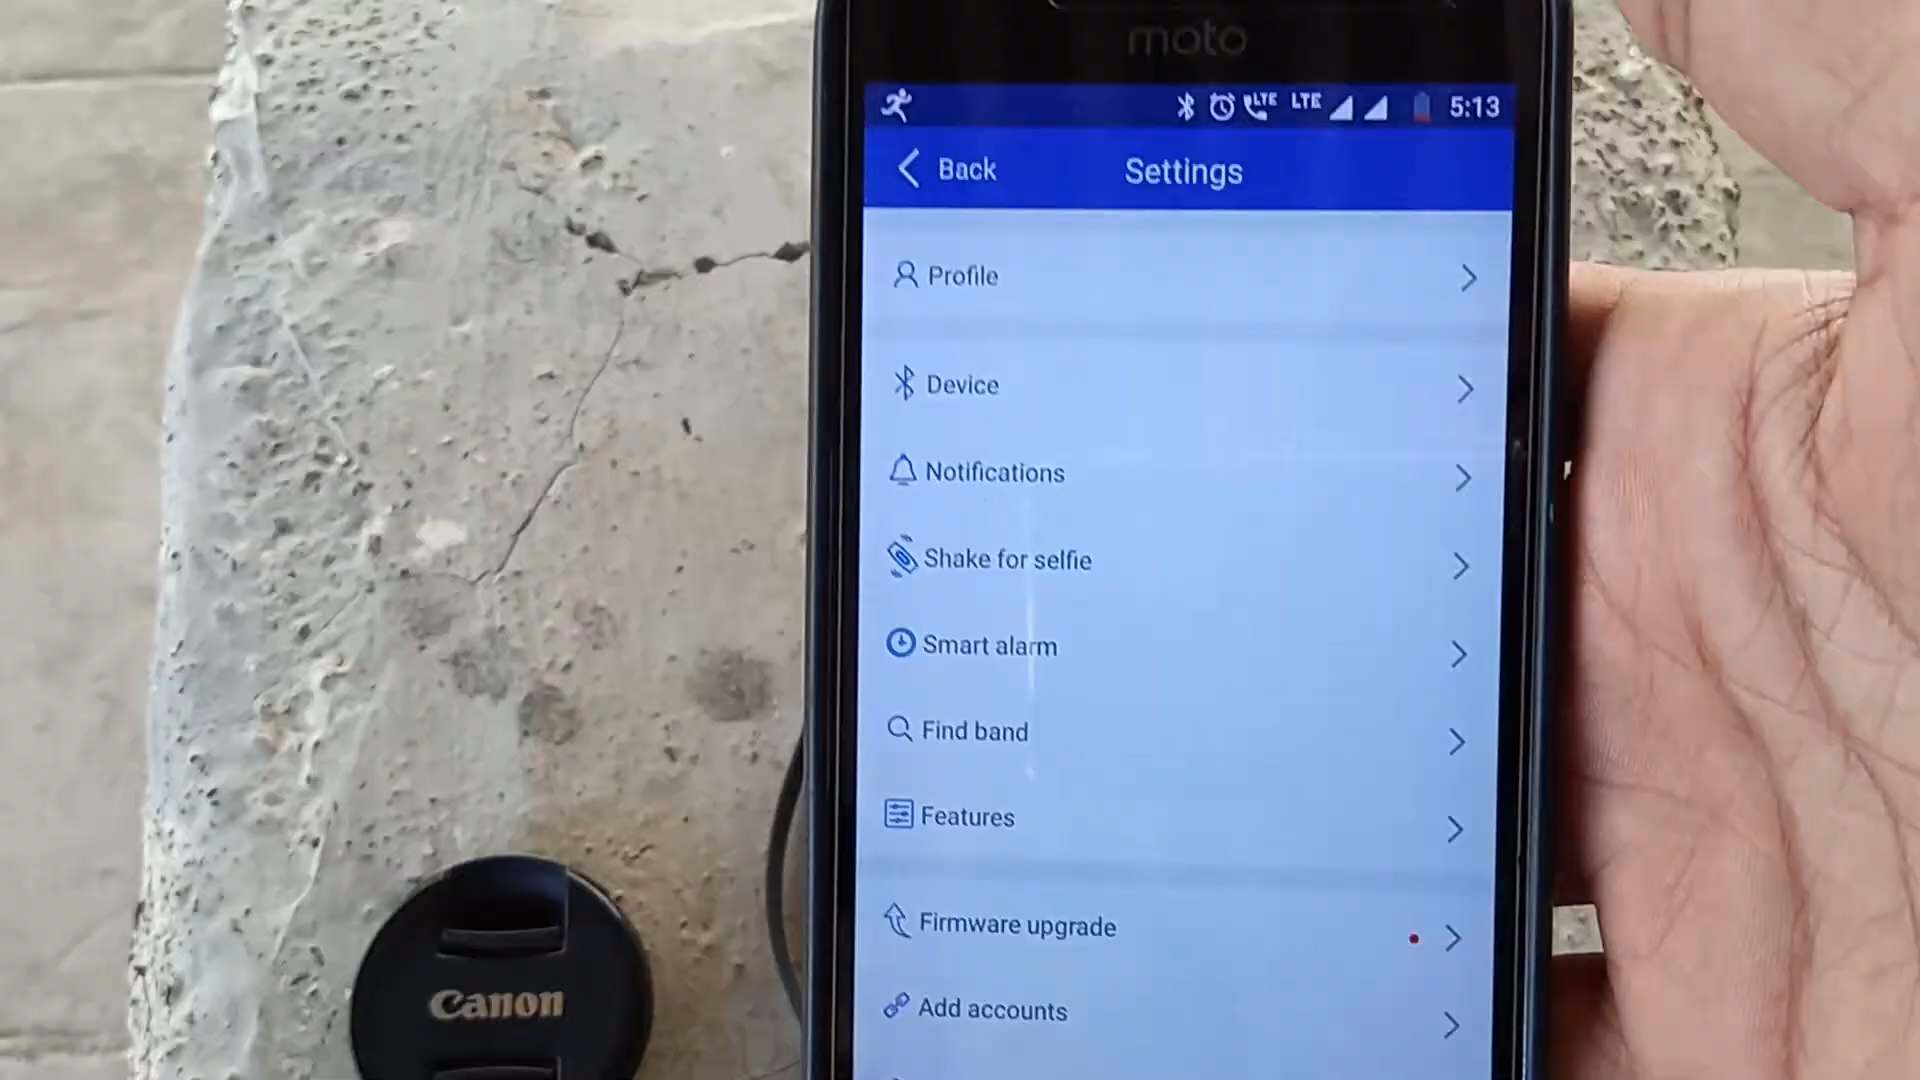 moto
LTE LTE 5:13
Back Settings
Profile
Device
Notifications
Shake for selfie
Smart alarm
Find band
Features
Firmware upgrade
Add accounts
Canon